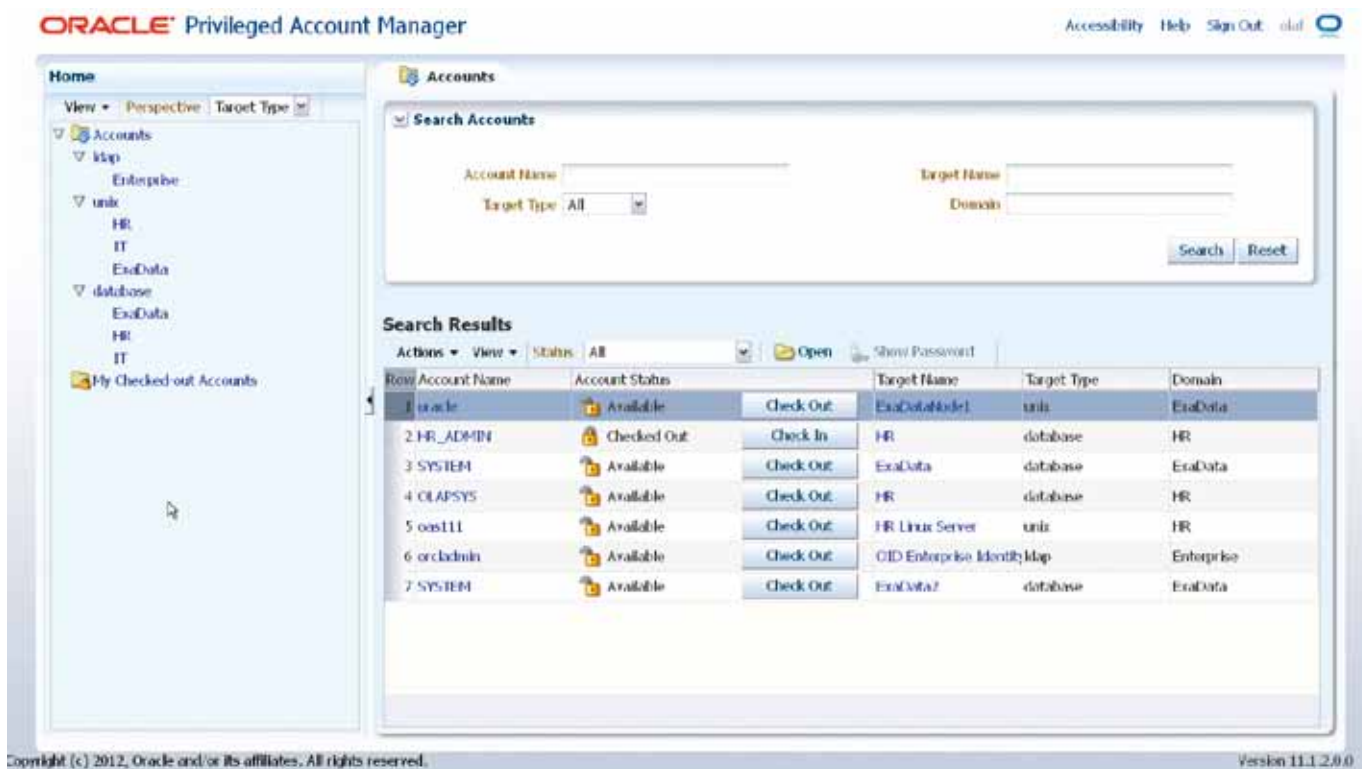 ORACLE Privileged Account Manager
Accessibility Help Sign Out olaf
Home
View Perspective Target Type
Accounts
ldap
Enterprise
unix
HR
IT
ExaData
database
ExaData
HR
IT
My Checked-out Accounts
Accounts
Search Accounts
Account Name
Target Name
Target Type All
Domain
Search Reset
Search Results
Actions View Status All Open Show Password
Row Account Name Account Status Target Name Target Type Domain
1 oracle Available Check Out ExaDataNode1 unix ExaData
2 HR_ADMIN Checked Out Check In HR database HR
3 SYSTEM Available Check Out ExaData database ExaData
4 OLAPSYS Available Check Out HR database HR
5 oas111 Available Check Out HR Linux Server unix HR
6 orcladmin Available Check Out OID Enterprise Identity ldap Enterprise
7 SYSTEM Available Check Out ExaData2 database ExaData
Copyright (c) 2012, Oracle and/or its affiliates. All rights reserved.
Version 11.1.2.0.0